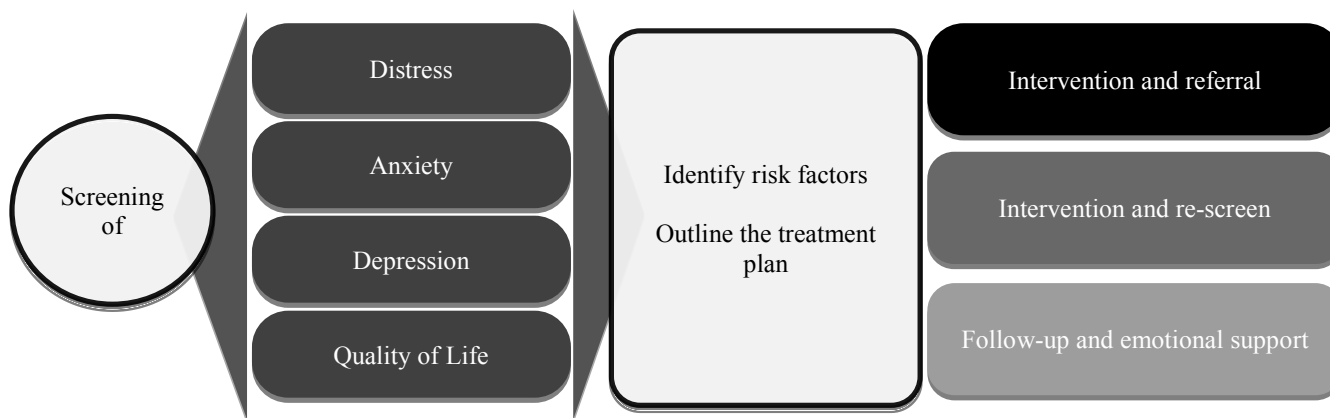 Screening
of
Distress
Anxiety
Depression
Quality of Life
Identify risk factors
Outline the treatment
plan
Intervention and referral
Intervention and re-screen
Follow-up and emotional support